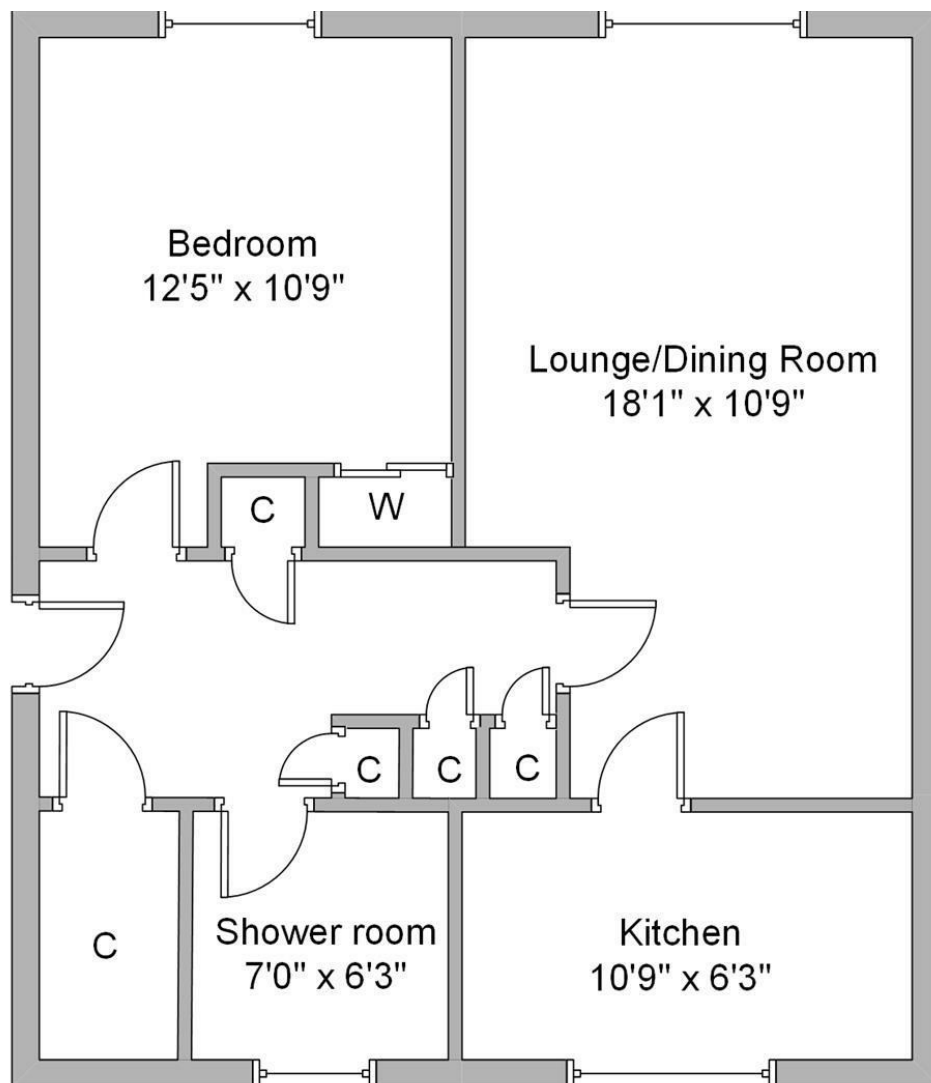 Bedroom
12'5" x 10'9"
Lounge/Dining Room
18'1" x 10'9"
C
W
C
C
C
C
Shower room
7'0" x 6'3"
Kitchen
10'9" x 6'3"